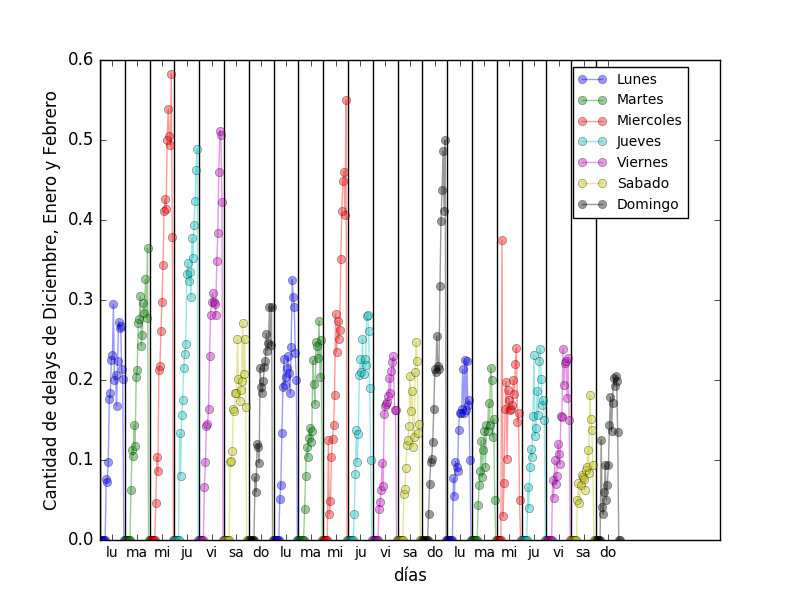 Cantidad de delays de Diciembre, Enero y Febrero
0.6
0.5
0.4
0.3
0.2
0.1
0.0
Lunes
Martes
Miercoles
Jueves
Viernes
Sabado
Domingo
lu ma mi ju vi sa do lu ma mi ju vi sa do lu ma mi ju vi sa do
días